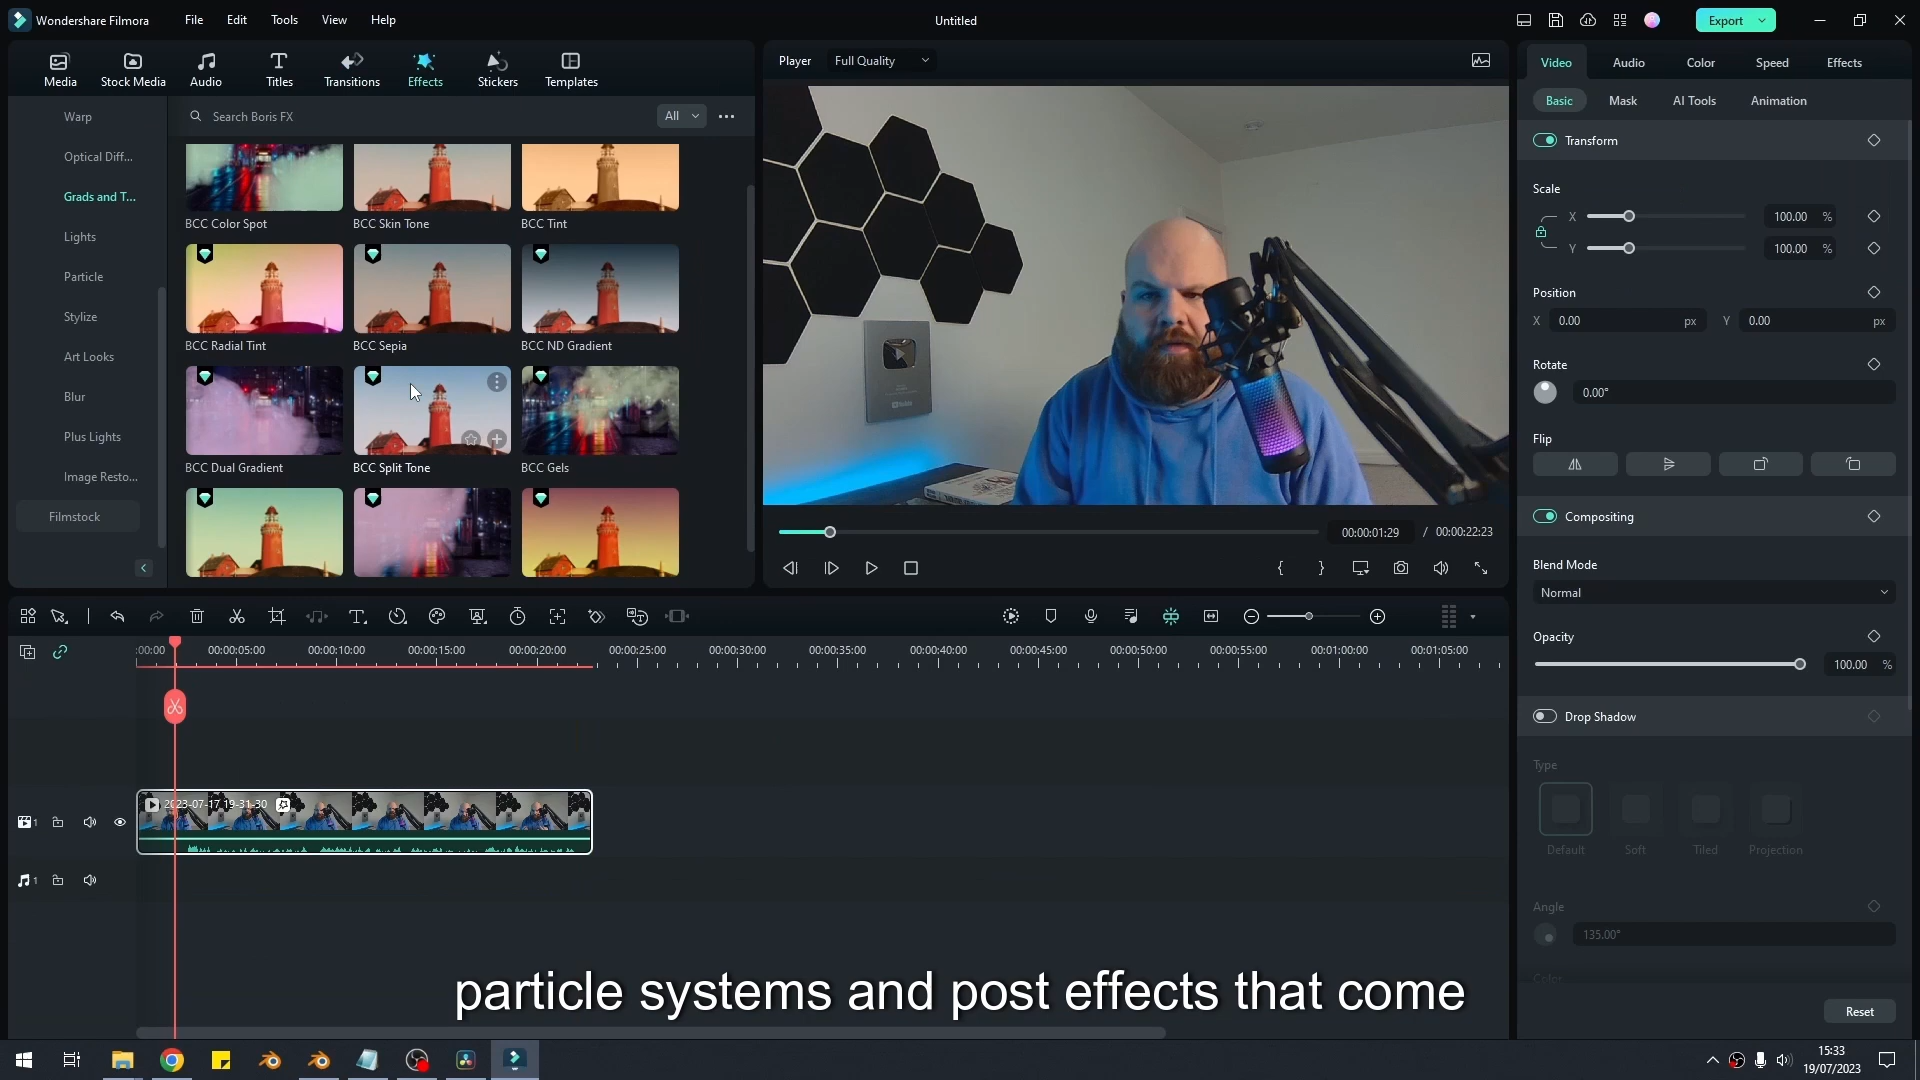 Wondershare Filmora
File
Edit
Tools
View
Help
Untitled
Export
Media
Stock Media
Audio
Titles
Transitions
Effects
Stickers
Templates
Player
Full Quality
Video
Audio
Color
Speed
Effects
Basic
Mask
AI Tools
Animation
Warp
Optical Diff...
Grads and T...
Lights
Particle
Stylize
Art Looks
Blur
Plus Lights
Image Resto...
Filmstock
Search Boris FX
All
BCC Color Spot
BCC Skin Tone
BCC Tint
BCC Radial Tint
BCC Sepia
BCC ND Gradient
BCC Dual Gradient
BCC Split Tone
BCC Gels
00:00:01:29
/
00:00:22:23
Transform
Scale
X
100.00
%
Y
100.00
%
Position
X
0.00
px
Y
0.00
px
Rotate
0.00°
Flip
Compositing
Blend Mode
Normal
Opacity
100.00
%
Drop Shadow
Type
Default
Soft
Tiled
Projection
Angle
135.00°
Color
Reset
:00:00
00:00:05:00
00:00:10:00
00:00:15:00
00:00:20:00
00:00:25:00
00:00:30:00
00:00:35:00
00:00:40:00
00:00:45:00
00:00:50:00
00:00:55:00
00:01:00:00
00:01:05:00
2023-07-17 19-31-30
1
1
particle systems and post effects that come
15:33
19/07/2023